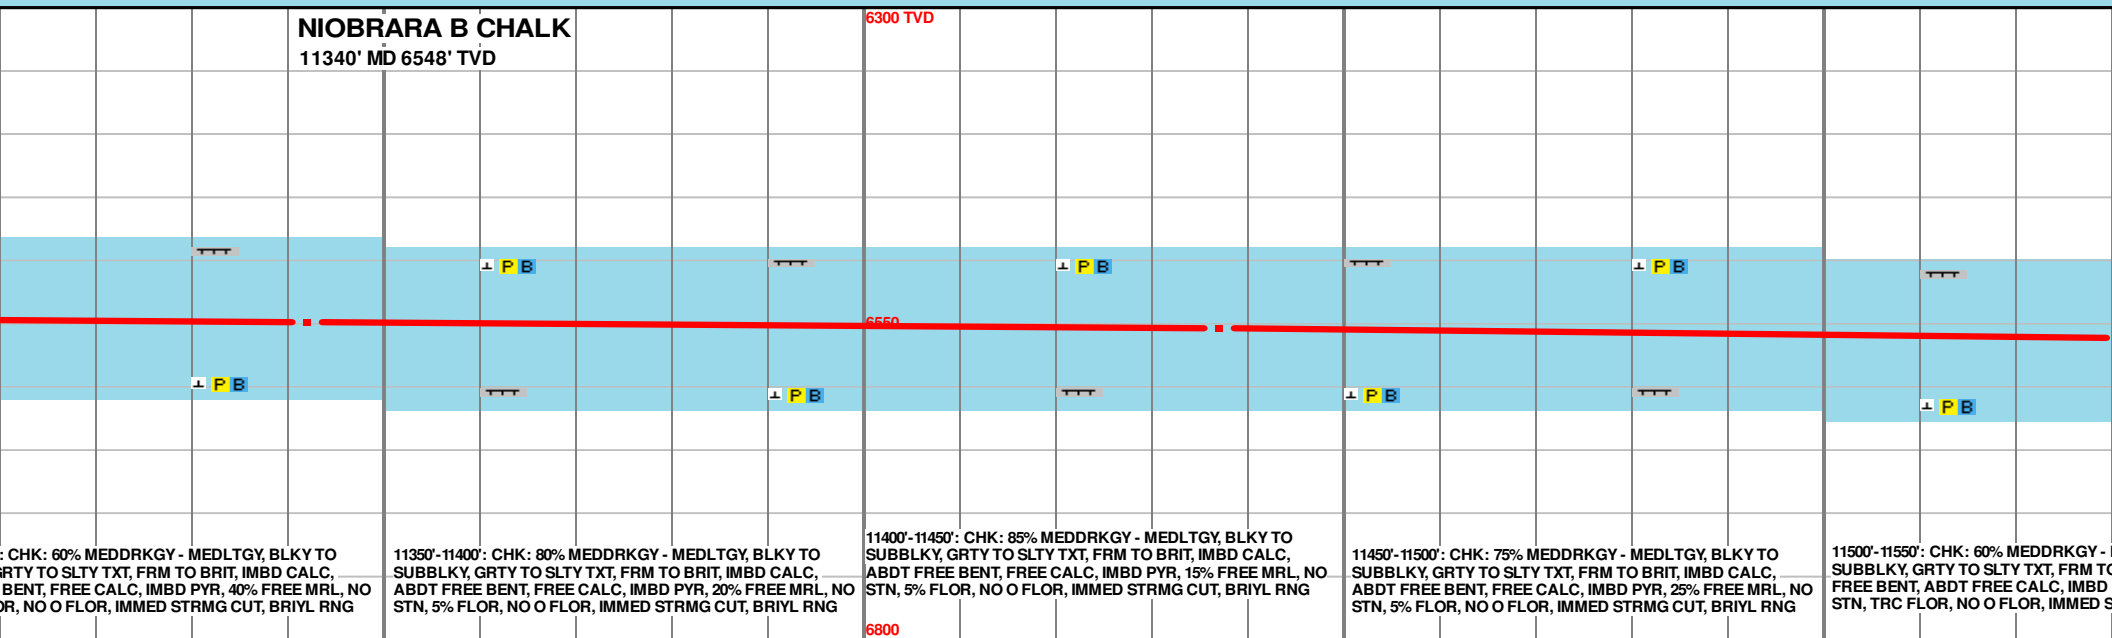 NIOBRARA B CHALK
11340' MD 6548' TVD
6300 TVD
P B
P B
P B
6550
P B
P B
P B
P B
: CHK: 60% MEDDRKGY - MEDLTGY, BLKY TO
GRTY TO SLTY TXT, FRM TO BRIT, IMBD CALC,
BENT, FREE CALC, IMBD PYR, 40% FREE MRL, NO
OR, NO O FLOR, IMMED STRMG CUT, BRIYL RNG
11350'-11400': CHK: 80% MEDDRKGY - MEDLTGY, BLKY TO
SUBBLKY, GRTY TO SLTY TXT, FRM TO BRIT, IMBD CALC,
ABDT FREE BENT, FREE CALC, IMBD PYR, 20% FREE MRL, NO
STN, 5% FLOR, NO O FLOR, IMMED STRMG CUT, BRIYL RNG
11400'-11450': CHK: 85% MEDDRKGY - MEDLTGY, BLKY TO
SUBBLKY, GRTY TO SLTY TXT, FRM TO BRIT, IMBD CALC,
ABDT FREE BENT, FREE CALC, IMBD PYR, 15% FREE MRL, NO
STN, 5% FLOR, NO O FLOR, IMMED STRMG CUT, BRIYL RNG
11450'-11500': CHK: 75% MEDDRKGY - MEDLTGY, BLKY TO
SUBBLKY, GRTY TO SLTY TXT, FRM TO BRIT, IMBD CALC,
ABDT FREE BENT, FREE CALC, IMBD PYR, 25% FREE MRL, NO
STN, 5% FLOR, NO O FLOR, IMMED STRMG CUT, BRIYL RNG
11500'-11550': CHK: 60% MEDDRKGY -
SUBBLKY, GRTY TO SLTY TXT, FRM TO
FREE BENT, ABDT FREE CALC, IMBD
STN, TRC FLOR, NO O FLOR, IMMED S
6800